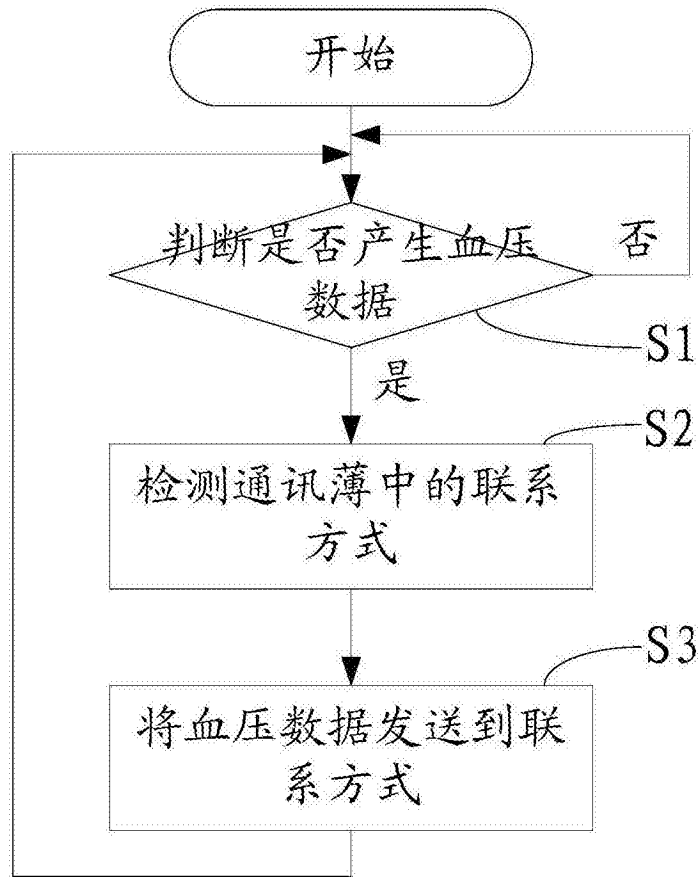 开始
判断是否产生血压
数据
否
S1
是
S2
检测通讯薄中的联系
方式
S3
将血压数据发送到联
系方式